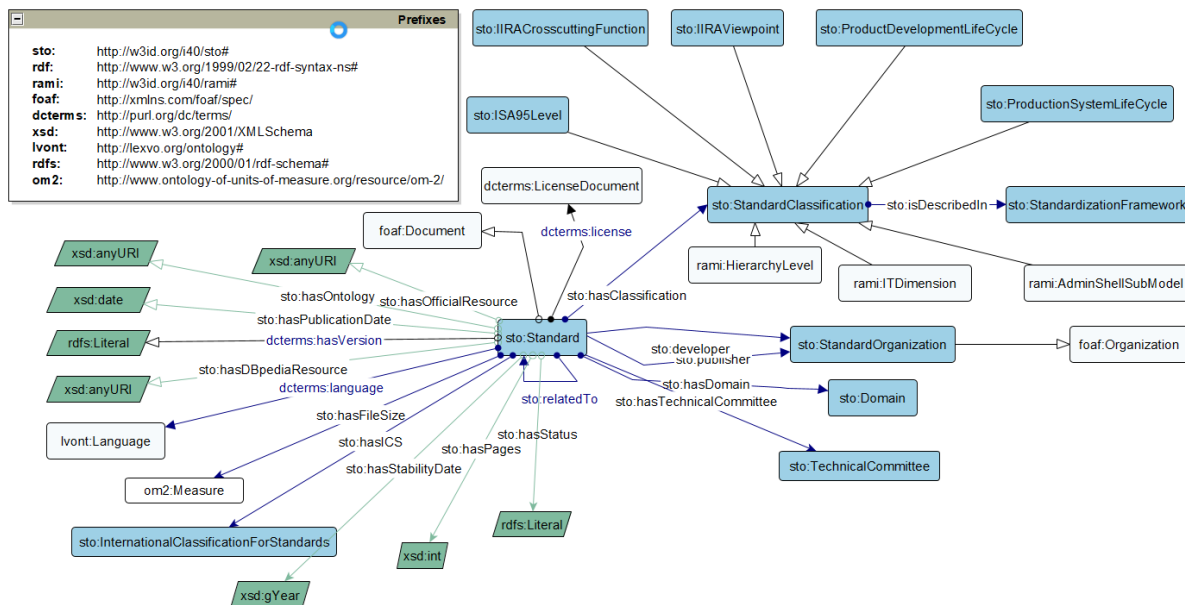 Prefixes
sto: http://w3id.org/i40/sto#
rdf: http://www.w3.org/1999/02/22-rdf-syntax-ns#
rami: http://w3id.org/i40/rami#
foaf: http://xmlns.com/foaf/spec/
dcterms: http://purl.org/dc/terms/
xsd: http://www.w3.org/2001/XMLSchema
lvont: http://lexvo.org/ontology#
rdfs: http://www.w3.org/2000/01/rdf-schema#
om2: http://www.ontology-of-units-of-measure.org/resource/om-2/
sto:IIRACrosscuttingFunction
sto:IIRAViewpoint
sto:ProductDevelopmentLifeCycle
sto:ISA95Level
sto:ProductionSystemLifeCycle
dcterms:LicenseDocument
sto:StandardClassification
sto:isDescribedIn
sto:StandardizationFramework
foaf:Document
dcterms:license
xsd:anyURI
xsd:anyURI
rami:HierarchyLevel
rami:ITDimension
rami:AdminShellSubModel
sto:hasOntology
sto:hasOfficialResource
sto:hasClassification
xsd:date
sto:hasPublicationDate
rdfs:Literal
dcterms:hasVersion
sto:Standard
sto:developer
sto:publisher
sto:StandardOrganization
foaf:Organization
sto:hasDBpediaResource
xsd:anyURI
dcterms:language
sto:relatedTo
sto:hasDomain
sto:hasTechnicalCommittee
sto:Domain
sto:hasFileSize
lvont:Language
sto:hasICS
sto:hasPages
sto:hasStatus
sto:hasStabilityDate
sto:TechnicalCommittee
om2:Measure
rdfs:Literal
sto:InternationalClassificationForStandards
xsd:int
xsd:gYear